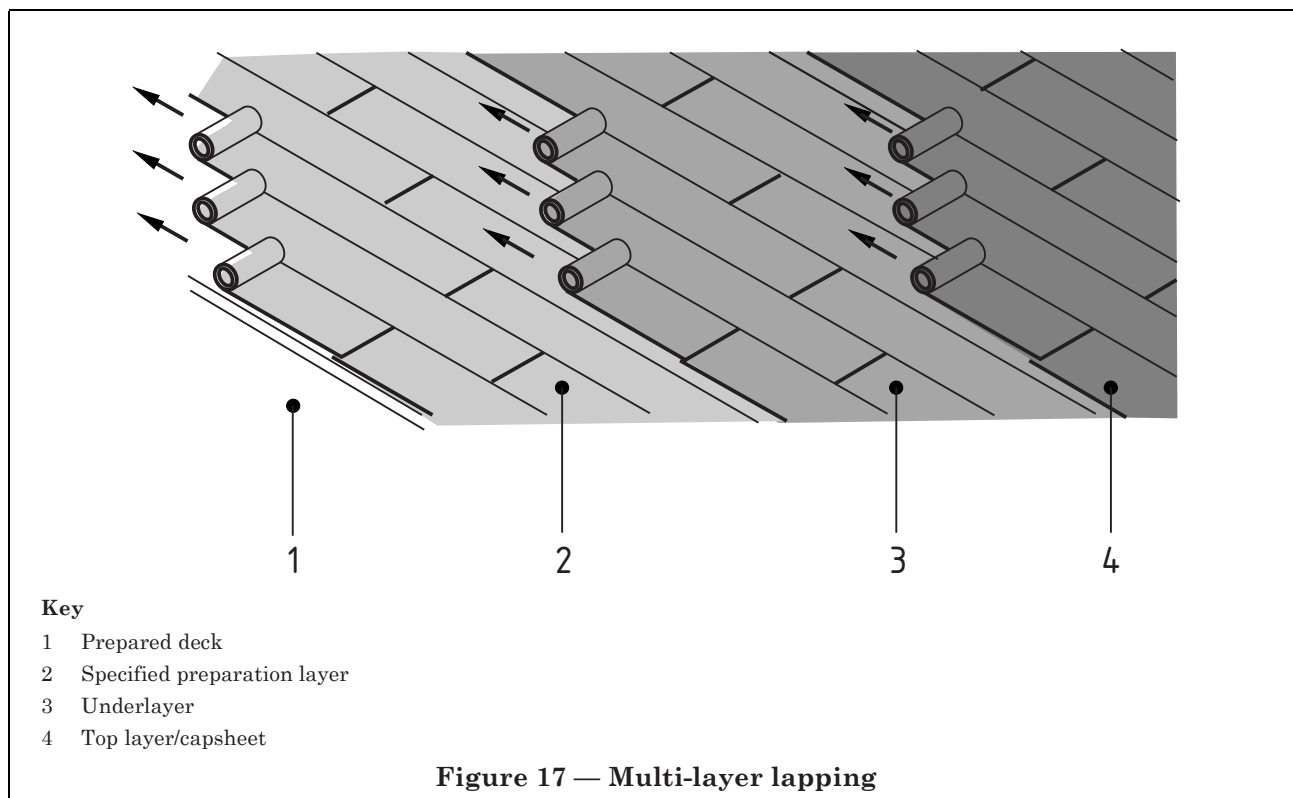 1 2 3 4
Key
1 Prepared deck
2 Specified preparation layer
3 Underlayer
4 Top layer/capsheet
Figure 17 — Multi-layer lapping